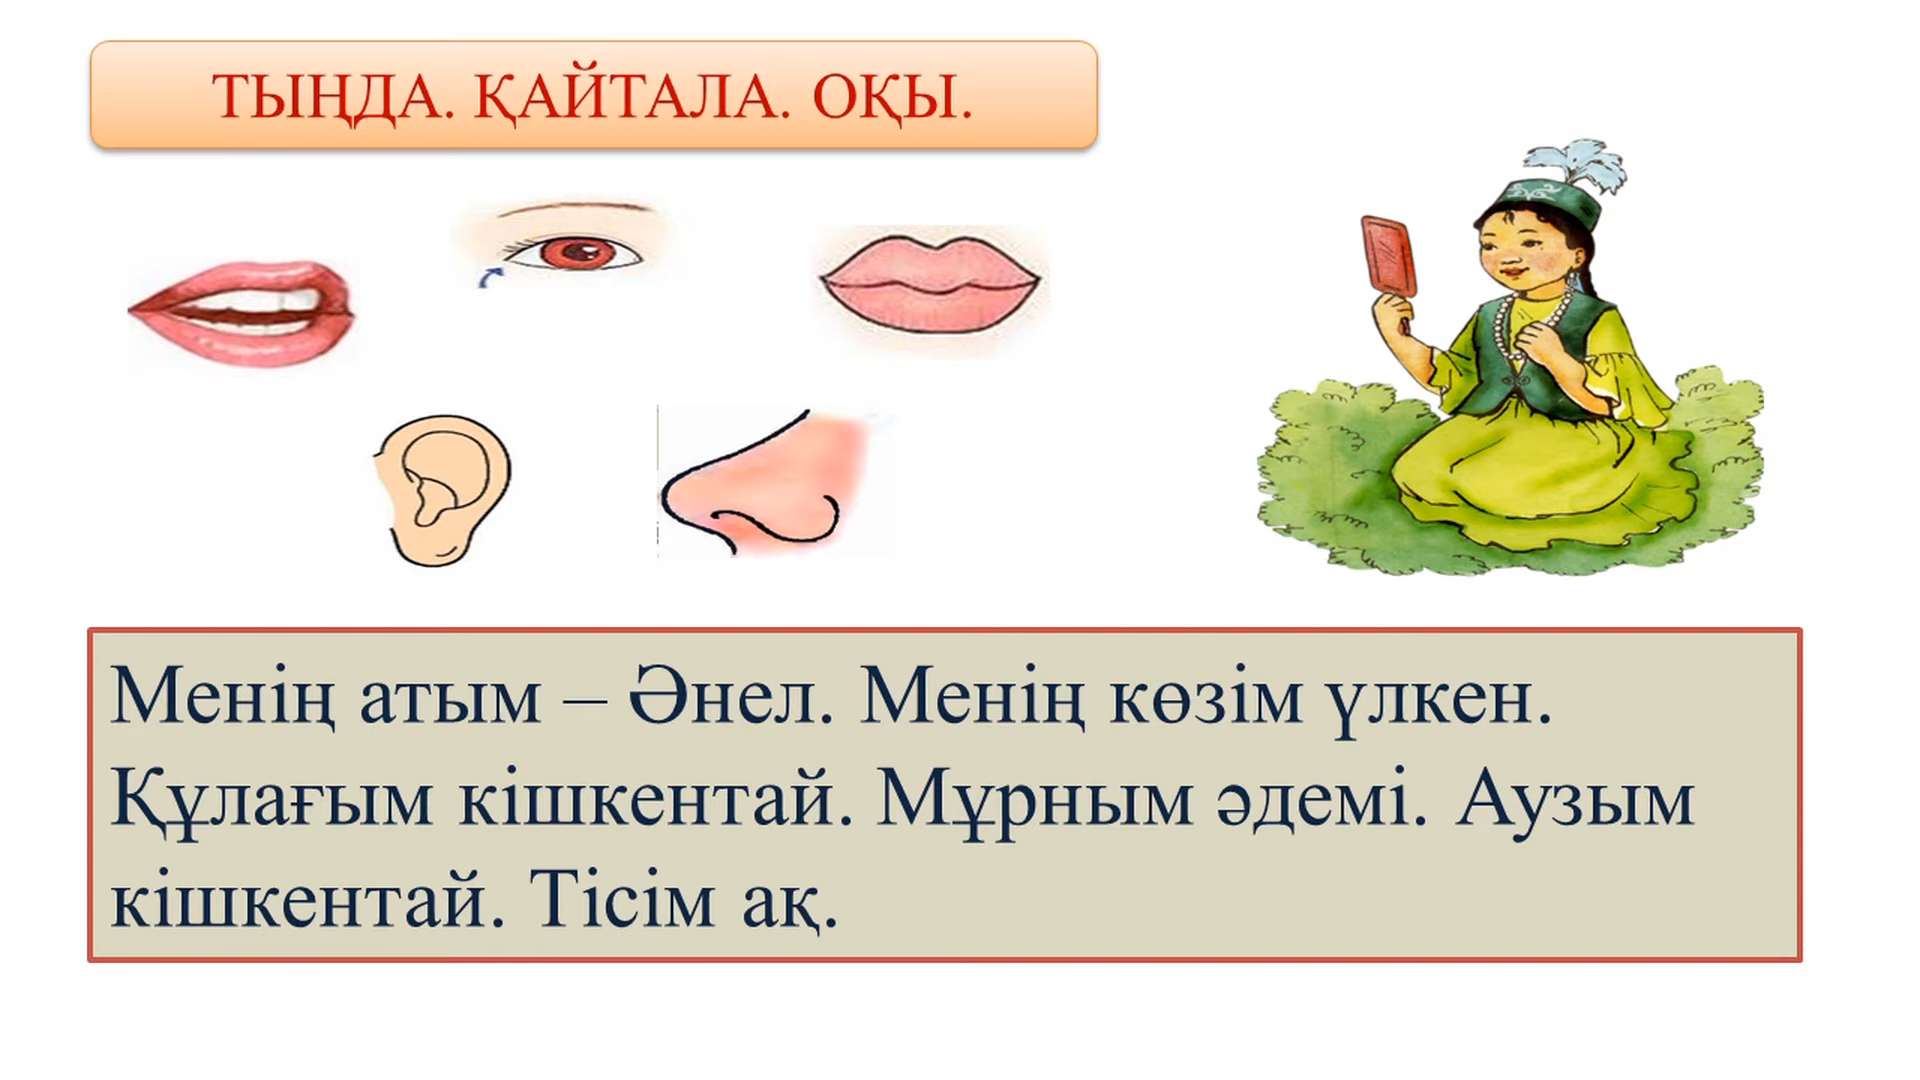 ТЫҢДА. ҚАЙТАЛА. ОҚЫ.
Менің атым – Әнел. Менің көзім үлкен.
Құлағым кішкентай. Мұрным әдемі. Аузым
кішкентай. Тісім ақ.